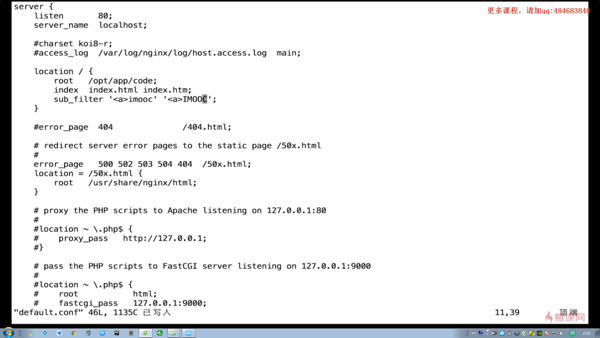 更多课程，请加qq:484683840
server {
    listen       80;
    server_name  localhost;
    #charset koi8-r;
    #access_log  /var/log/nginx/log/host.access.log  main;
    location / {
        root   /opt/app/code;
        index  index.html index.htm;
        sub_filter '<a>imooc' '<a>IMOOC';
    }
    #error_page  404              /404.html;
    # redirect server error pages to the static page /50x.html
    #
    error_page   500 502 503 504 404  /50x.html;
    location = /50x.html {
        root   /usr/share/nginx/html;
    }
    # proxy the PHP scripts to Apache listening on 127.0.0.1:80
    #
    #location ~ \.php$ {
    #    proxy_pass   http://127.0.0.1;
    #}
    # pass the PHP scripts to FastCGI server listening on 127.0.0.1:9000
    #
    #location ~ \.php$ {
    #    root           html;
    #    fastcgi_pass   127.0.0.1:9000;
"default.conf" 46L, 1135C 已写入
11,39
顶端
慕课网